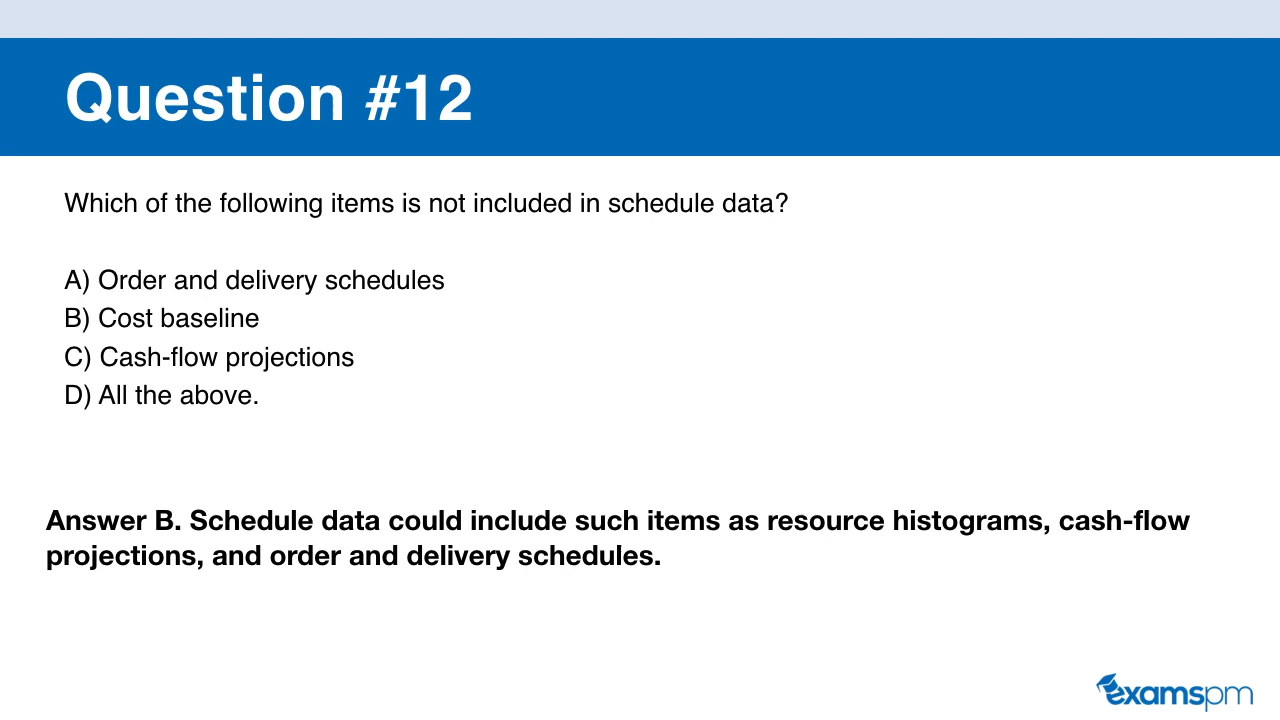 Question #12
Which of the following items is not included in schedule data?
A) Order and delivery schedules
B) Cost baseline
C) Cash-flow projections
D) All the above.
Answer B. Schedule data could include such items as resource histograms, cash-flow
projections, and order and delivery schedules.
examspm